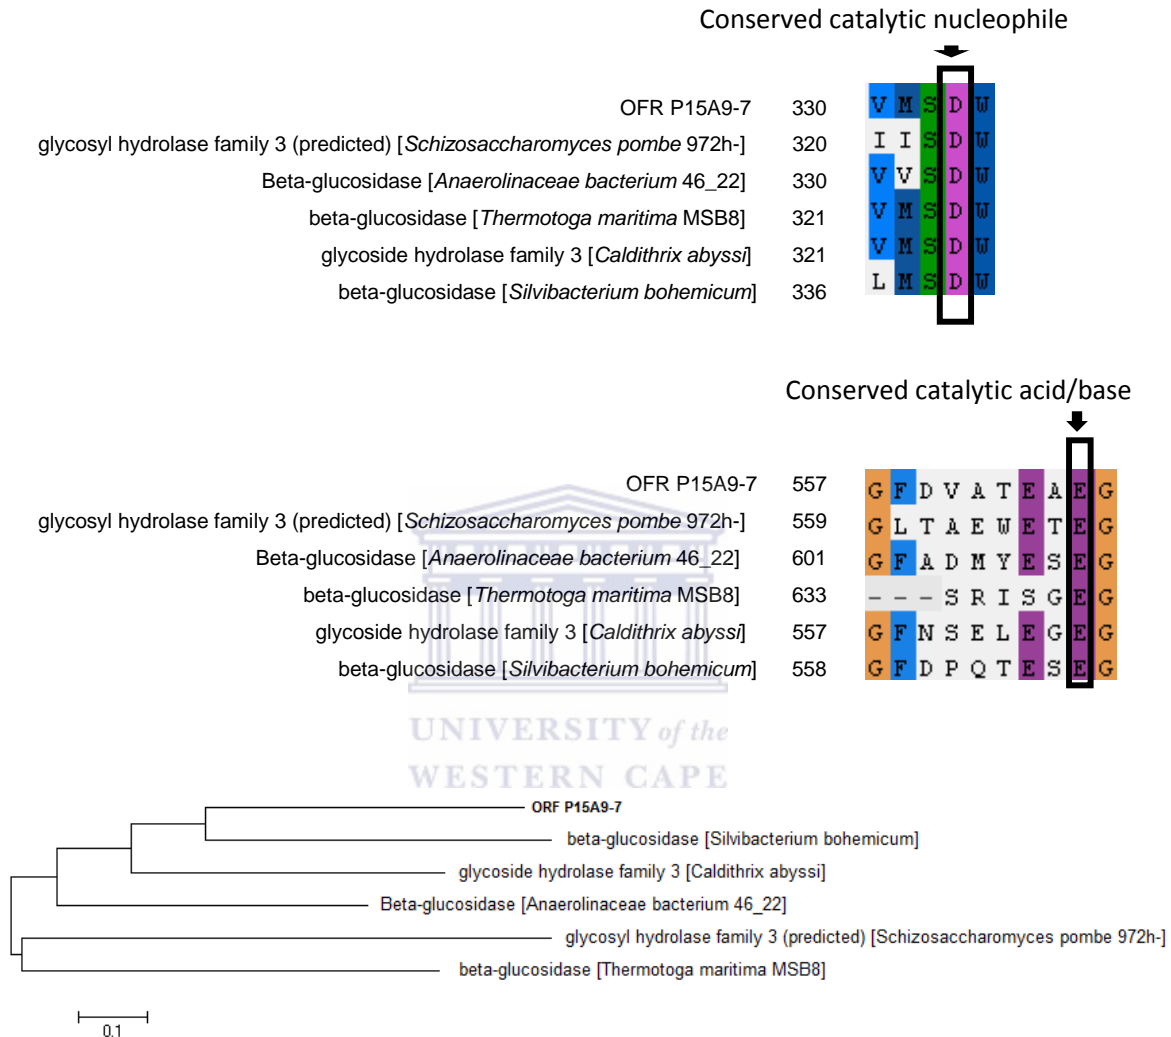 Conserved catalytic nucleophile
OFR P15A9-7 330 V M S D W
glycosyl hydrolase family 3 (predicted) [Schizosaccharomyces pombe 972h-] 320 I I S D W
Beta-glucosidase [Anaerolinaceae bacterium 46_22] 330 V V S D W
beta-glucosidase [Thermotoga maritima MSB8] 321 V M S D W
glycoside hydrolase family 3 [Caldithrix abyssi] 321 V M S D W
beta-glucosidase [Silvibacterium bohemicum] 336 L M S D W
Conserved catalytic acid/base
OFR P15A9-7 557 G F D V A T E A E G
glycosyl hydrolase family 3 (predicted) [Schizosaccharomyces pombe 972h-] 559 G L T A E W E T E G
Beta-glucosidase [Anaerolinaceae bacterium 46_22] 601 G F A D M Y E S E G
beta-glucosidase [Thermotoga maritima MSB8] 633 - - - S R I S G E G
glycoside hydrolase family 3 [Caldithrix abyssi] 557 G F N S E L E G E G
beta-glucosidase [Silvibacterium bohemicum] 558 G F D P Q T E S E G
UNIVERSITY of the
WESTERN CAPE
ORF P15A9-7
beta-glucosidase [Silvibacterium bohemicum]
glycoside hydrolase family 3 [Caldithrix abyssi]
Beta-glucosidase [Anaerolinaceae bacterium 46_22]
glycosyl hydrolase family 3 (predicted) [Schizosaccharomyces pombe 972h-]
beta-glucosidase [Thermotoga maritima MSB8]
0.1